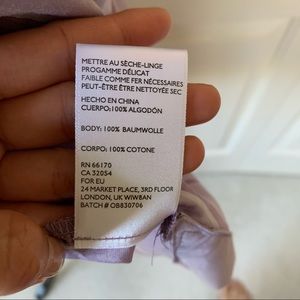 METTRE AU SÈCHE-LINGE
PROGAMME DÉLICAT
FAIBLE COMME FER NÉCESSAIRES
PEUT-ÊTRE ÊTRE NETTOYÉE SEC
HECHO EN CHINA
CUERPO:100% ALGODÓN
BODY: 100% BAUMWOLLE
CORPO: 100% COTONE
RN 66170
CA 32054
FOR EU
24 MARKET PLACE, 3RD FLOOR
LONDON, UK WIW8AN
BATCH # OB830706